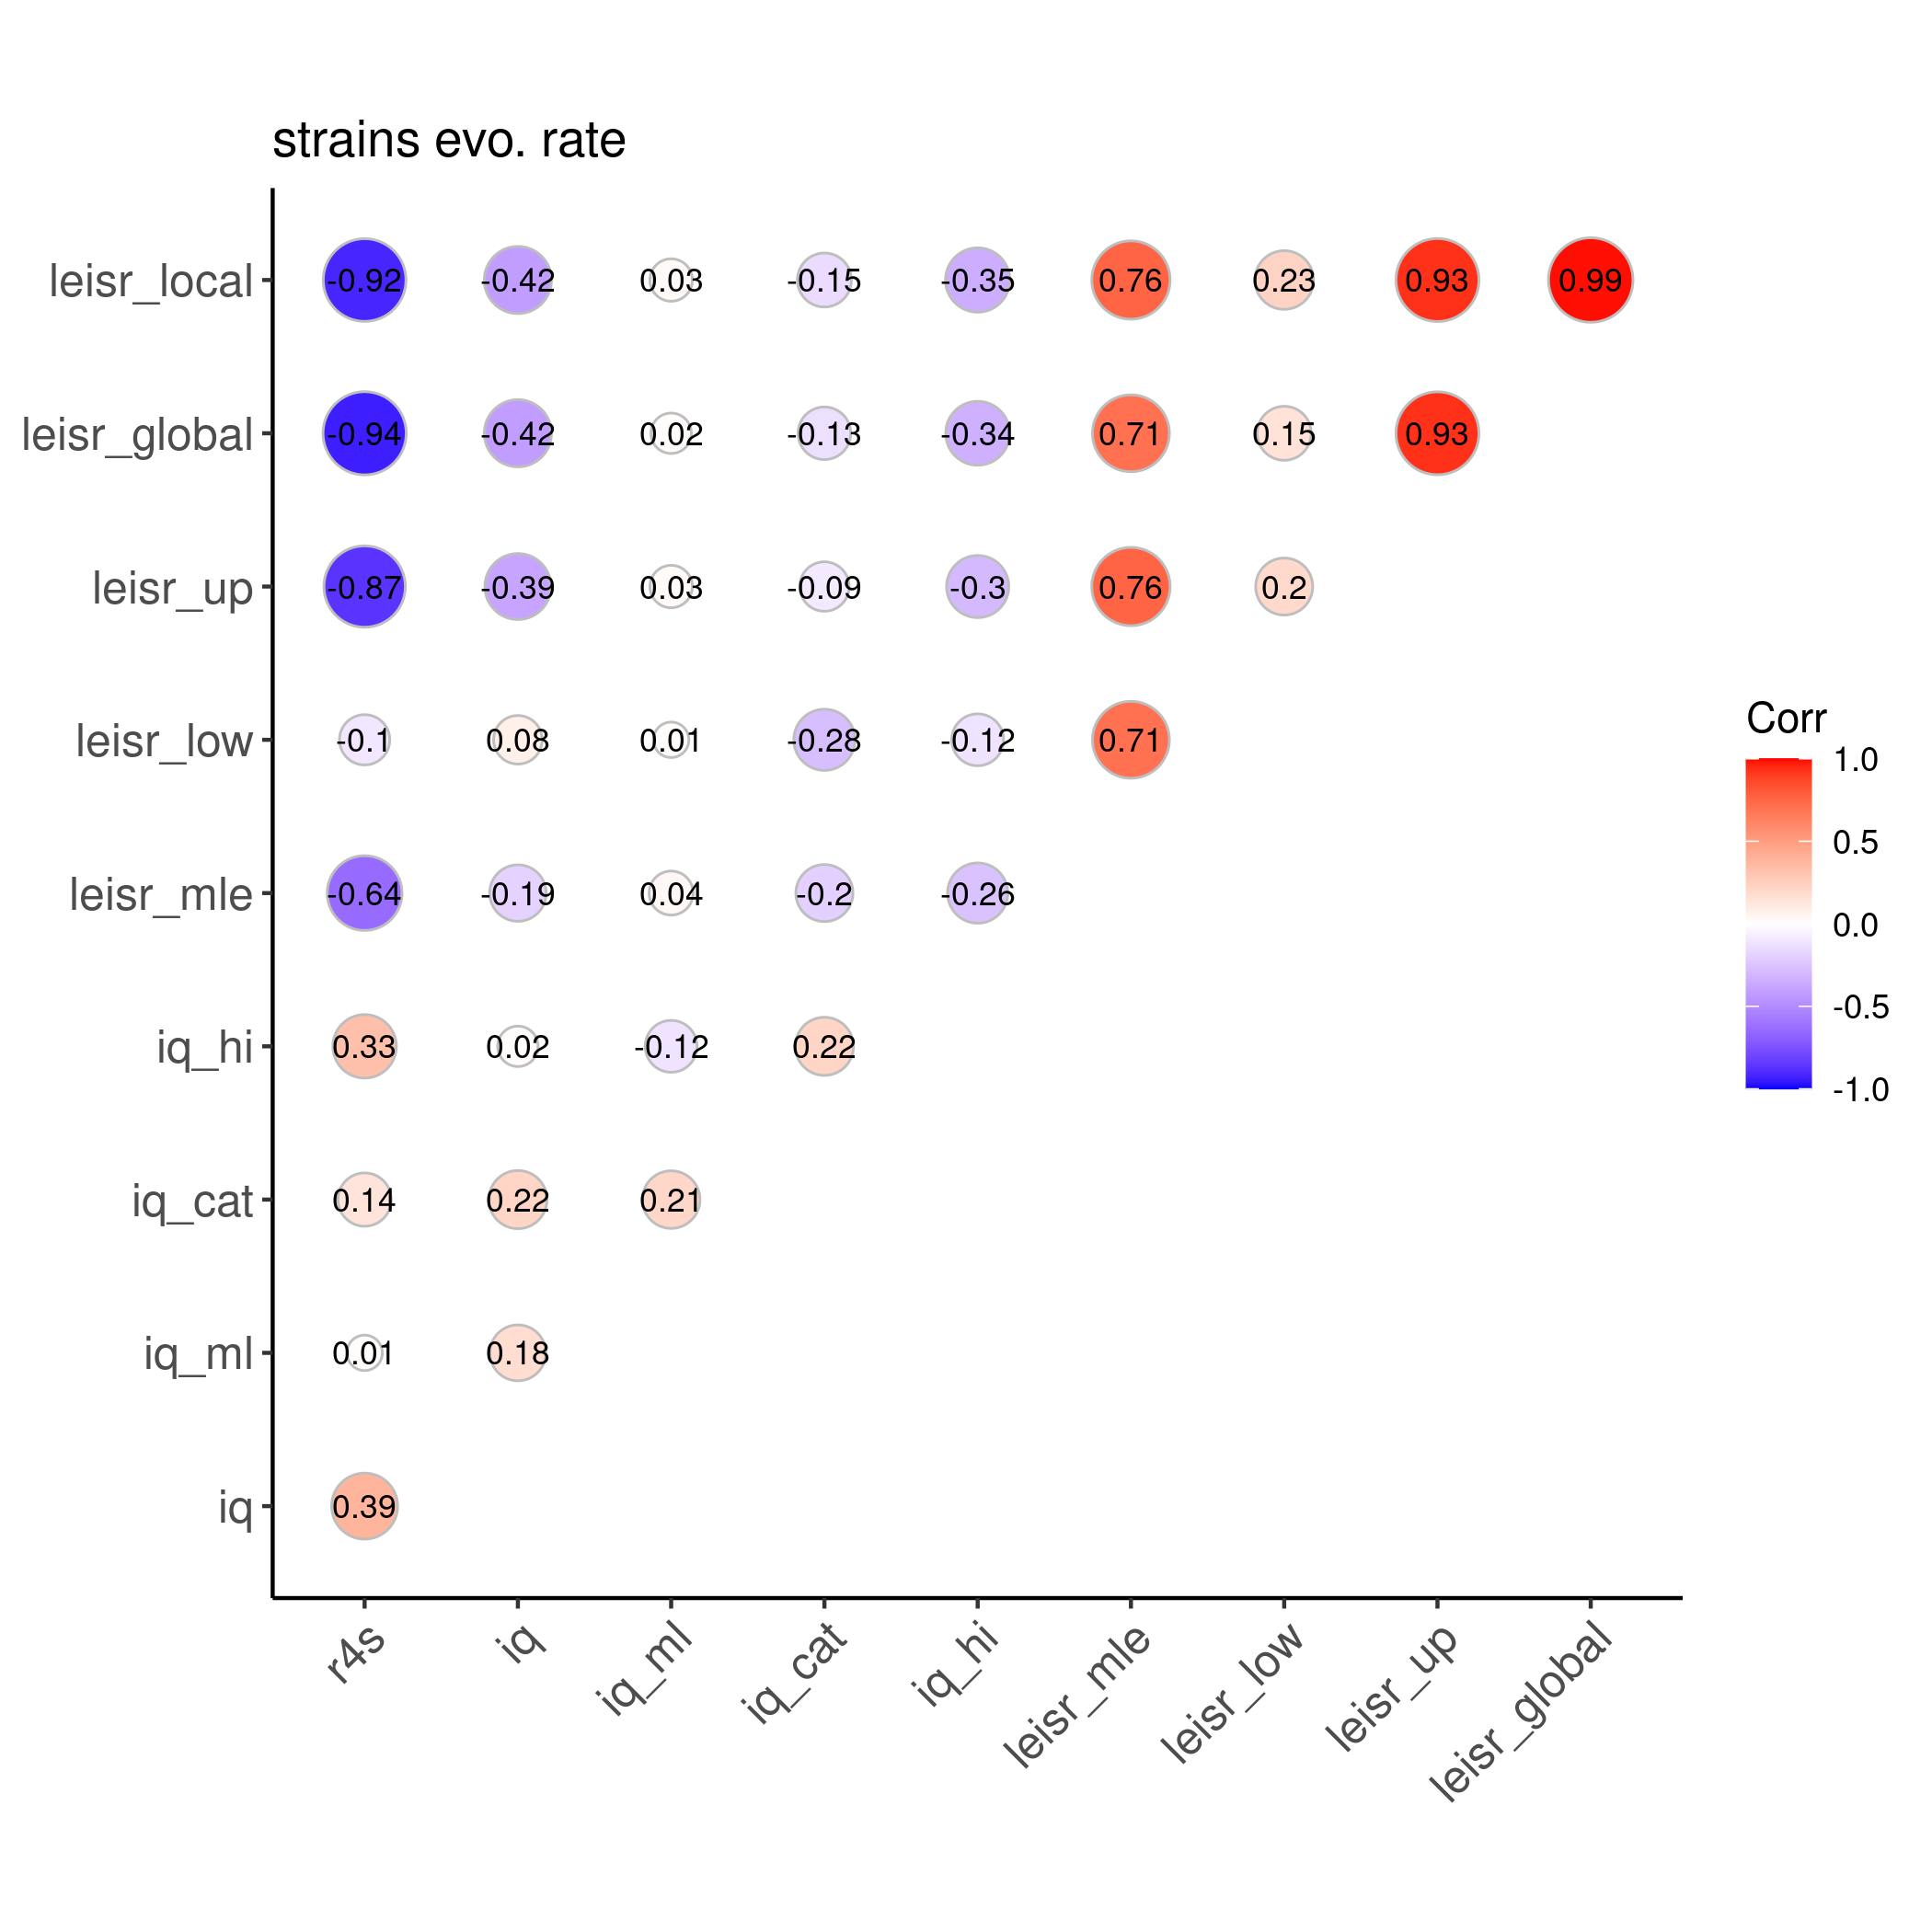 strains evo. rate
leisr_local -0.92 -0.42 0.03 -0.15 -0.35 0.76 0.23 0.93 0.99
leisr_global -0.94 -0.42 0.02 -0.13 -0.34 0.71 0.15 0.93
leisr_up -0.87 -0.39 0.03 -0.09 -0.3 0.76 0.2
leisr_low -0.1 0.08 0.01 -0.28 -0.12 0.71
leisr_mle -0.64 -0.19 0.04 -0.2 -0.26
iq_hi 0.33 0.02 -0.12 0.22
iq_cat 0.14 0.22 0.21
iq_ml 0.01 0.18
iq 0.39
r4s iq iq_ml iq_cat iq_hi leisr_mle leisr_low leisr_up leisr_global
Corr
1.0
0.5
0.0
-0.5
-1.0